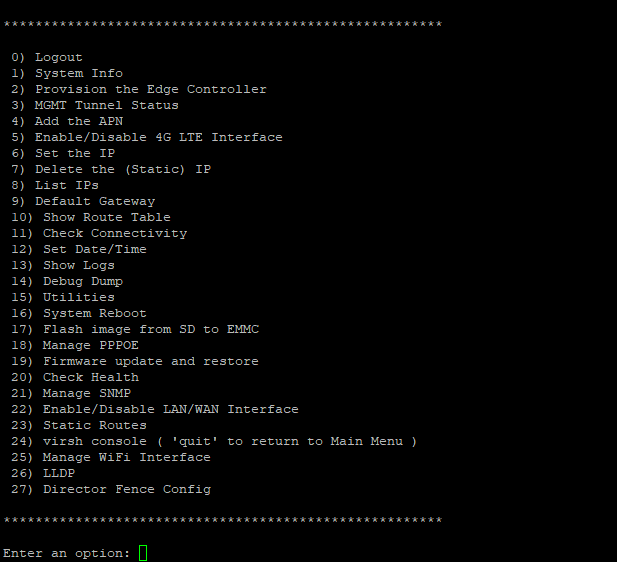 *******************************************************
0) Logout
1) System Info
2) Provision the Edge Controller
3) MGMT Tunnel Status
4) Add the APN
5) Enable/Disable 4G LTE Interface
6) Set the IP
7) Delete the (Static) IP
8) List IPs
9) Default Gateway
10) Show Route Table
11) Check Connectivity
12) Set Date/Time
13) Show Logs
14) Debug Dump
15) Utilities
16) System Reboot
17) Flash image from SD to EMMC
18) Manage PPPOE
19) Firmware update and restore
20) Check Health
21) Manage SNMP
22) Enable/Disable LAN/WAN Interface
23) Static Routes
24) virsh console ( 'quit' to return to Main Menu )
25) Manage WiFi Interface
26) LLDP
27) Director Fence Config
*******************************************************
Enter an option: